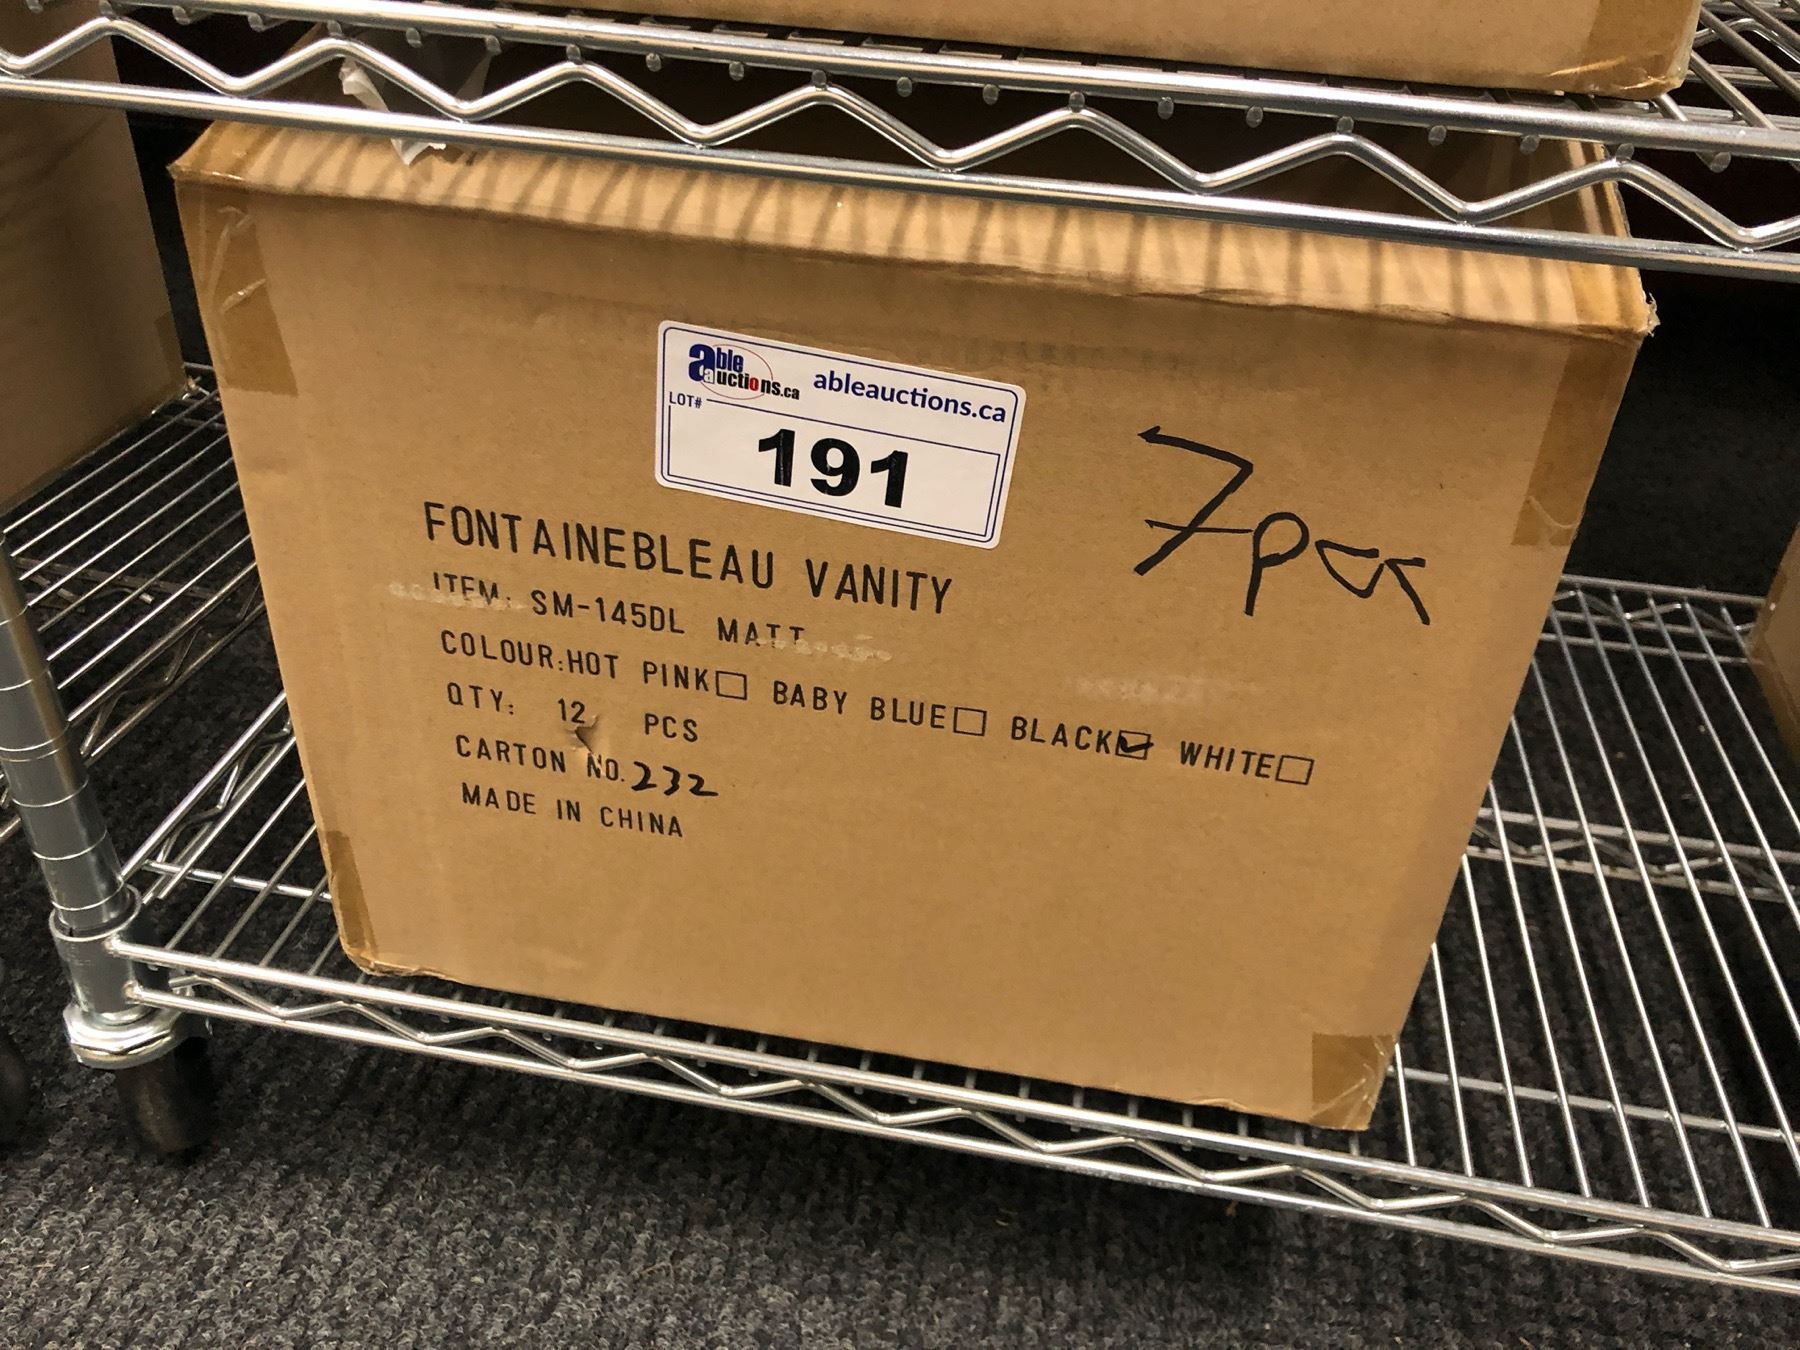 able auctions.ca ableauctions.ca
LOT#
191
7pcs
FONTAINEBLEAU VANITY
ITEM: SM-145DL MATT
COLOUR:HOT PINK☐ BABY BLUE☐ BLACK☑ WHITE☐
QTY: 12 PCS
CARTON NO. 232
MADE IN CHINA